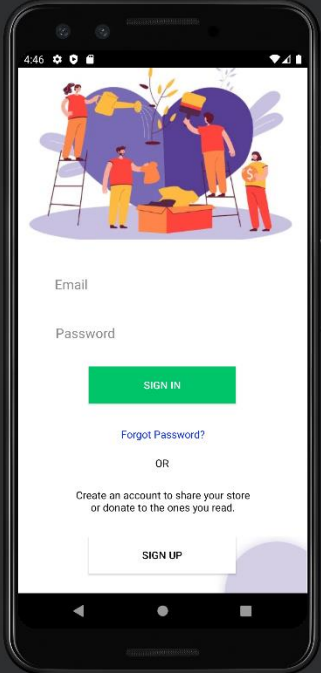 4:46
$
Email
Password
SIGN IN
Forgot Password?
OR
Create an account to share your store
or donate to the ones you read.
SIGN UP